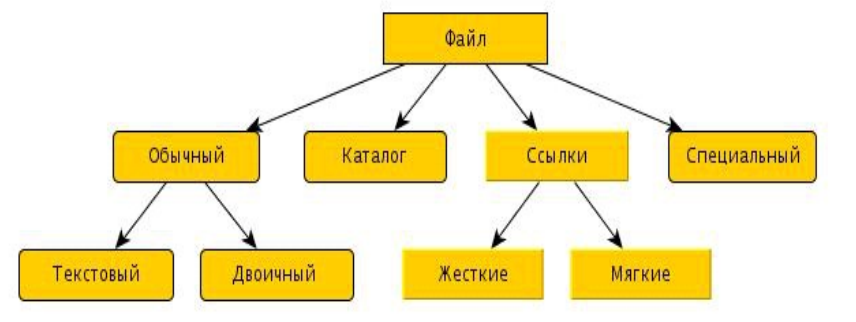 Файл
Обычный
Каталог
Ссылки
Специальный
Текстовый
Двоичный
Жесткие
Мягкие